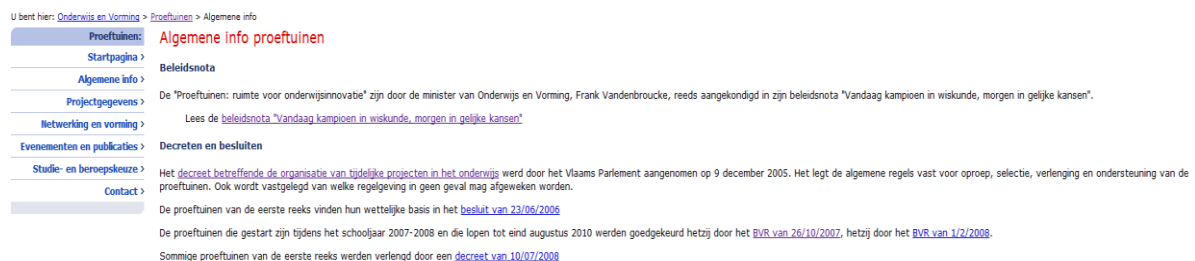 U bent hier: Onderwijs en Vorming > Proeftuinen > Algemene info
Proeftuinen:
Startpagina >
Algemene info >
Projectgegevens >
Netwerking en vorming >
Evenementen en publicaties >
Studie- en beroepskeuze >
Contact >
Algemene info proeftuinen
Beleidsnota
De "Proeftuinen: ruimte voor onderwijsinnovatie" zijn door de minister van Onderwijs en Vorming, Frank Vandenbroucke, reeds aangekondigd in zijn beleidsnota "Vandaag kampioen in wiskunde, morgen in gelijke kansen".
Lees de beleidsnota "Vandaag kampioen in wiskunde, morgen in gelijke kansen"
Decreten en besluiten
Het decreet betreffende de organisatie van tijdelijke projecten in het onderwijs werd door het Vlaams Parlement aangenomen op 9 december 2005. Het legt de algemene regels vast voor oproep, selectie, verlenging en ondersteuning van de
proeftuinen. Ook wordt vastgelegd van welke regelgeving in geen geval mag afgeweken worden.
De proeftuinen van de eerste reeks vinden hun wettelijke basis in het besluit van 23/06/2006
De proeftuinen die gestart zijn tijdens het schooljaar 2007-2008 en die lopen tot eind augustus 2010 werden goedgekeurd hetzij door het BVR van 26/10/2007, hetzij door het BVR van 1/2/2008.
Sommige proeftuinen van de eerste reeks werden verlengd door een decreet van 10/07/2008